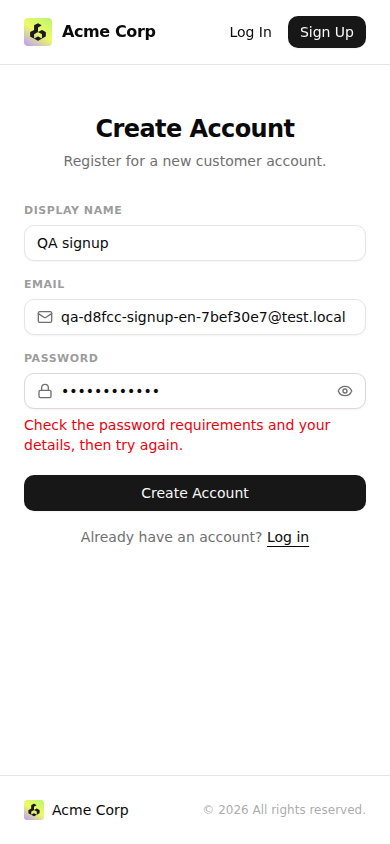 Acme Corp
Log In
Sign Up
Create Account
Register for a new customer account.
DISPLAY NAME
QA signup
EMAIL
qa-d8fcc-signup-en-7bef30e7@test.local
PASSWORD
••••••••••••
Check the password requirements and your
details, then try again.
Create Account
Already have an account? Log in
Acme Corp
© 2026 All rights reserved.